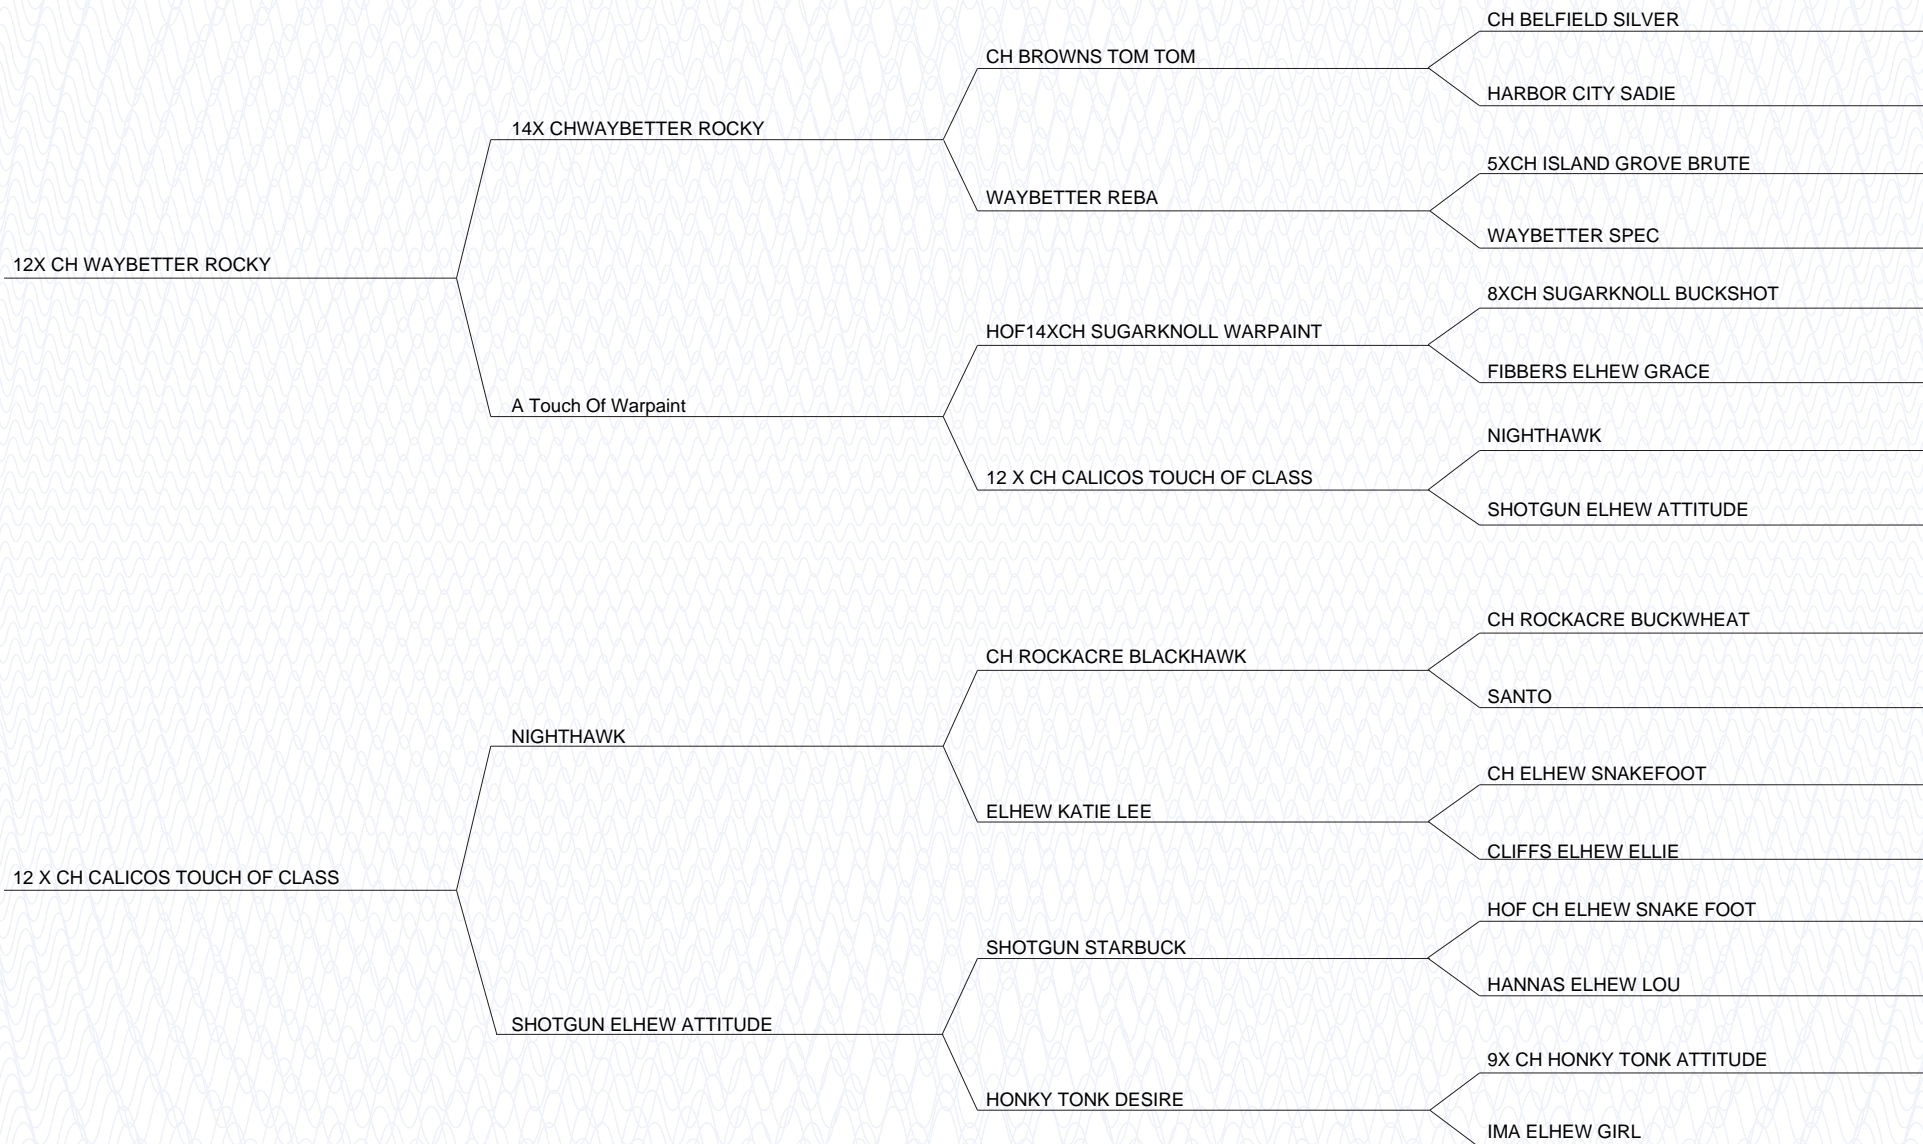 CH BELFIELD SILVER
CH BROWNS TOM TOM
HARBOR CITY SADIE
14X CHWAYBETTER ROCKY
5XCH ISLAND GROVE BRUTE
WAYBETTER REBA
WAYBETTER SPEC
12X CH WAYBETTER ROCKY
8XCH SUGARKNOLL BUCKSHOT
HOF14XCH SUGARKNOLL WARPAINT
FIBBERS ELHEW GRACE
A Touch Of Warpaint
NIGHTHAWK
12 X CH CALICOS TOUCH OF CLASS
SHOTGUN ELHEW ATTITUDE
CH ROCKACRE BUCKWHEAT
CH ROCKACRE BLACKHAWK
SANTO
NIGHTHAWK
CH ELHEW SNAKEFOOT
ELHEW KATIE LEE
CLIFFS ELHEW ELLIE
12 X CH CALICOS TOUCH OF CLASS
HOF CH ELHEW SNAKE FOOT
SHOTGUN STARBUCK
HANNAS ELHEW LOU
SHOTGUN ELHEW ATTITUDE
9X CH HONKY TONK ATTITUDE
HONKY TONK DESIRE
IMA ELHEW GIRL